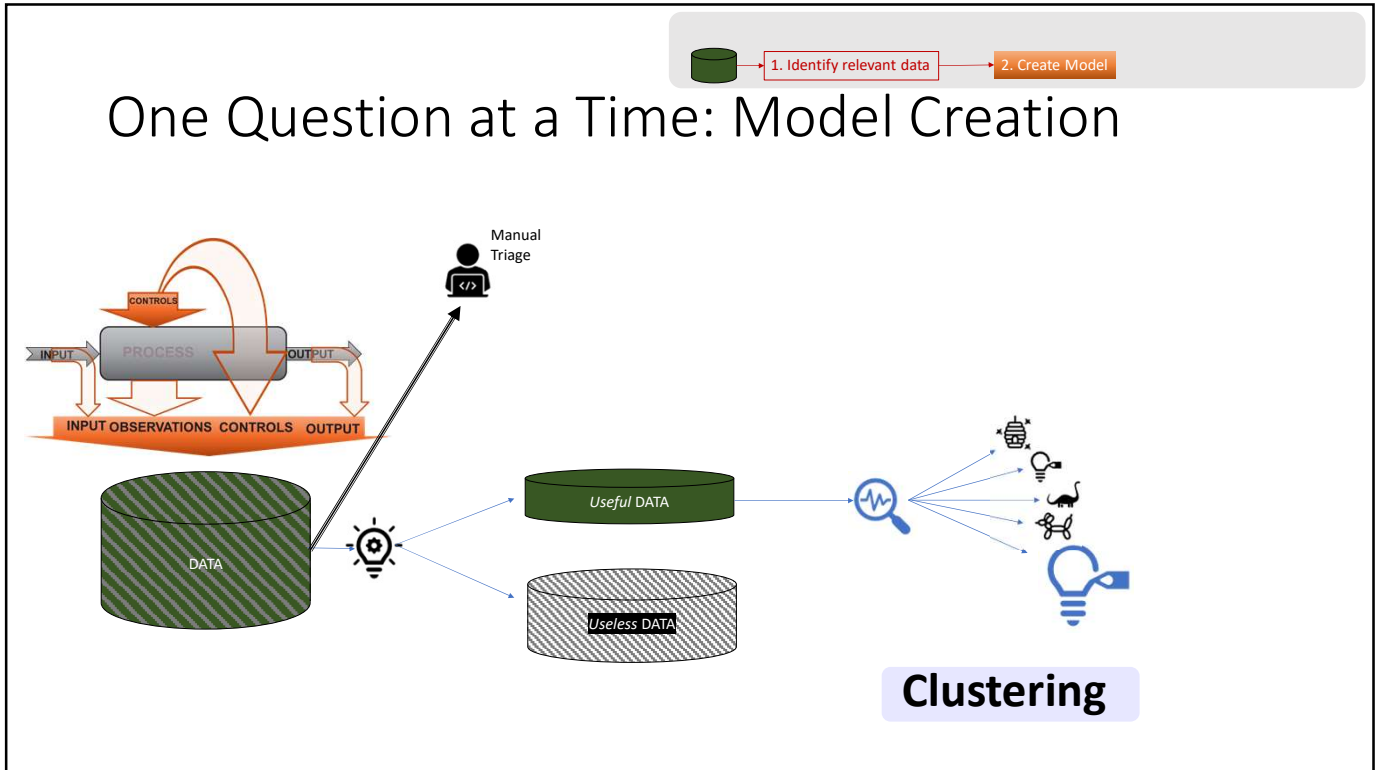 1. Identify relevant data
2. Create Model
One Question at a Time: Model Creation
Manual
Triage
CONTROLS
INPUT
PROCESS
OUTPUT
INPUT OBSERVATIONS CONTROLS OUTPUT
</>
DATA
Useful DATA
Useless DATA
Clustering